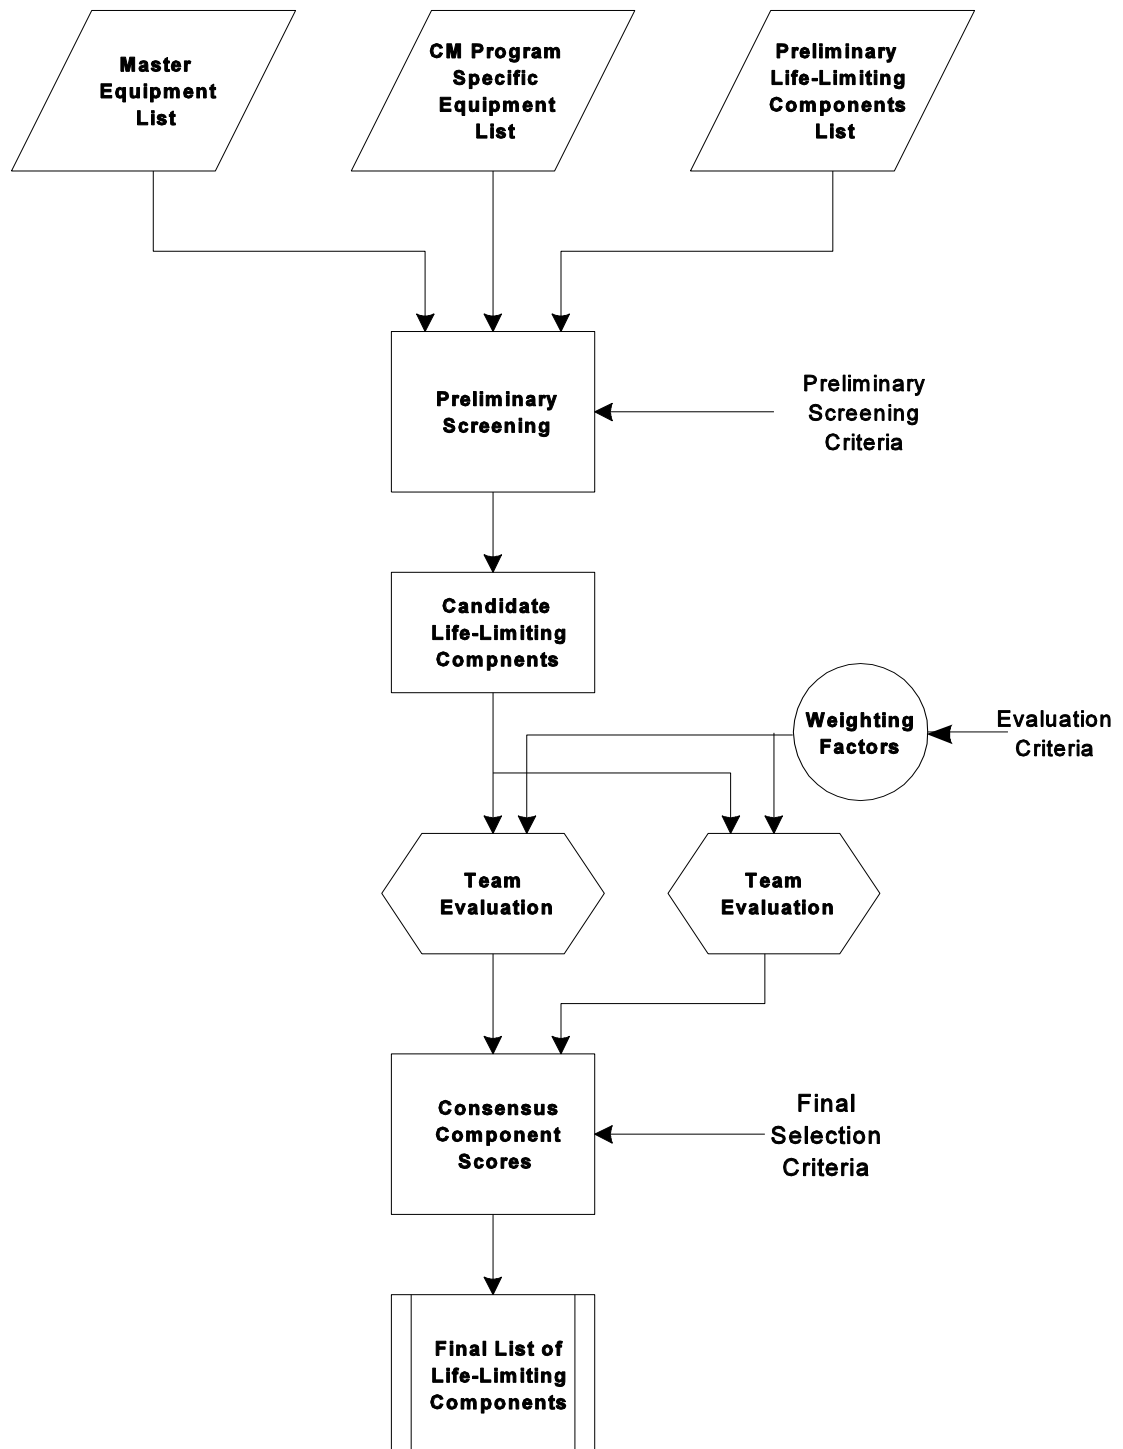 Master
Equipment
List
CM Program
Specific
Equipment
List
Preliminary
Life-Limiting
Components
List
Preliminary
Screening
Preliminary
Screening
Criteria
Candidate
Life-Limiting
Compnents
Weighting
Factors
Evaluation
Criteria
Team
Evaluation
Team
Evaluation
Consensus
Component
Scores
Final
Selection
Criteria
Final List of
Life-Limiting
Components